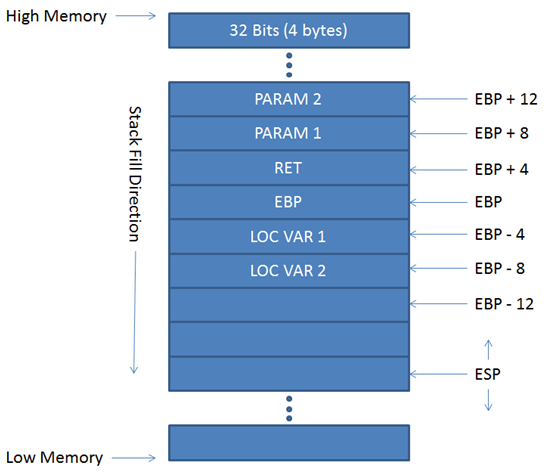 High Memory
32 Bits (4 bytes)
PARAM 2
EBP + 12
PARAM 1
EBP + 8
RET
EBP + 4
EBP
EBP
LOC VAR 1
EBP - 4
LOC VAR 2
EBP - 8
EBP - 12
ESP
Stack Fill Direction
Low Memory